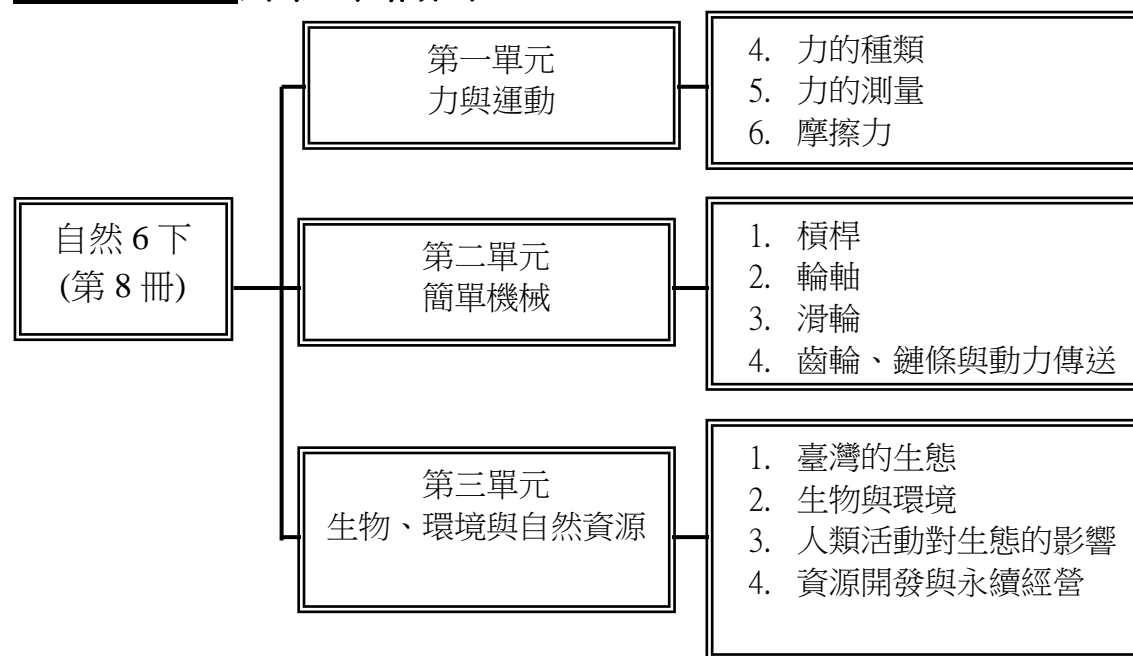 第一單元
力與運動
4. 力的種類
5. 力的測量
6. 摩擦力
自然 6 下
(第 8 冊)
第二單元
簡單機械
1. 槓桿
2. 輪軸
3. 滑輪
4. 齒輪、鏈條與動力傳送
第三單元
生物、環境與自然資源
1. 臺灣的生態
2. 生物與環境
3. 人類活動對生態的影響
4. 資源開發與永續經營